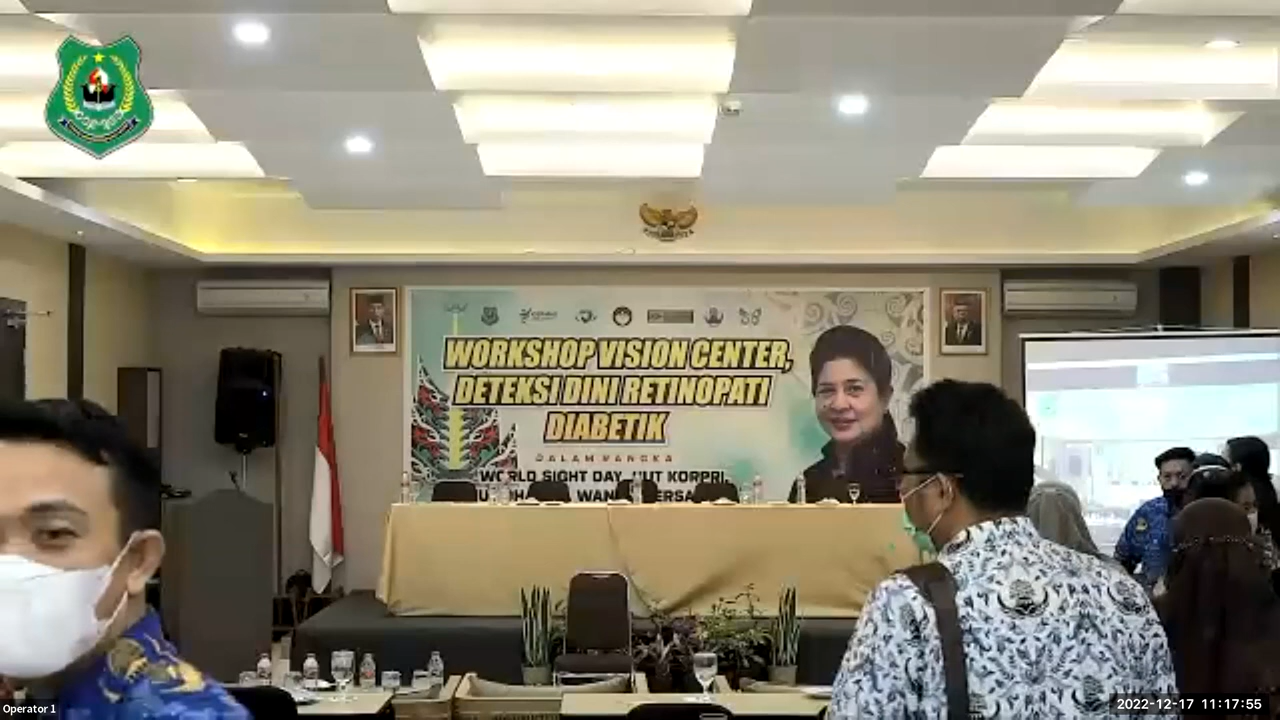 WORKSHOP VISION CENTER,
DETEKSI DINI RETINOPATI
DIABETIK
DALAM RANGKA
WORLD SIGHT DAY, HUT KORPRI,
Operator 1
2022-12-17 11:17:55